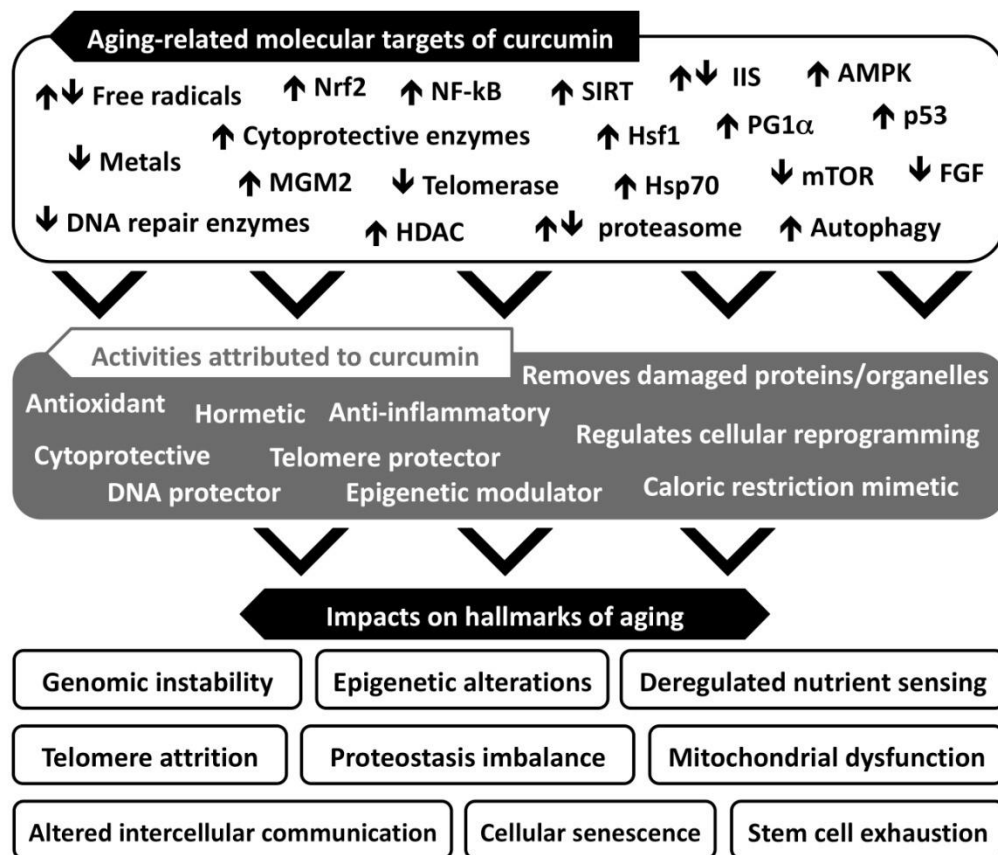 Aging-related molecular targets of curcumin
↑↓ Free radicals ↑ Nrf2 ↑ NF-kB ↑ SIRT ↑↓ IIS ↑ AMPK
↑ Cytoprotective enzymes ↑ Hsf1 ↑ PG1α ↑ p53
↓ Metals ↑ MGM2 ↓ Telomerase ↑ Hsp70 ↓ mTOR ↓ FGF
↓ DNA repair enzymes ↑ HDAC ↑↓ proteasome ↑ Autophagy
Activities attributed to curcumin
Removes damaged proteins/organelles
Antioxidant Hormetic Anti-inflammatory
Regulates cellular reprogramming
Cytoprotective Telomere protector
DNA protector Epigenetic modulator Caloric restriction mimetic
Impacts on hallmarks of aging
Genomic instability Epigenetic alterations Deregulated nutrient sensing
Telomere attrition Proteostasis imbalance Mitochondrial dysfunction
Altered intercellular communication Cellular senescence Stem cell exhaustion